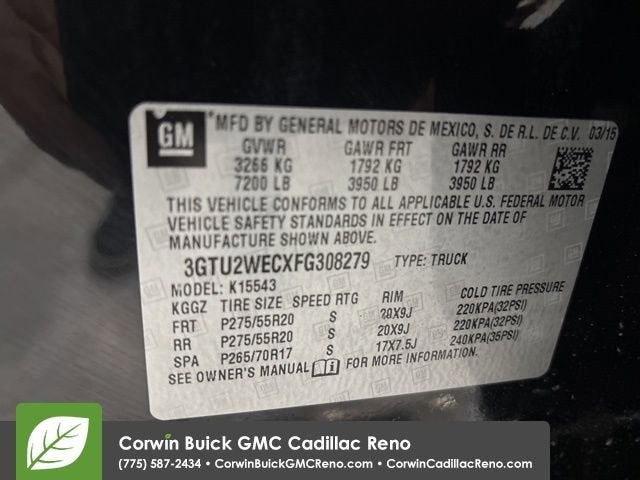 GM
MFD BY GENERAL MOTORS DE MEXICO, S. DE R.L. DE C.V. 03/15
GVWR GAWR FRT GAWR RR
3266 KG 1792 KG 1792 KG
7200 LB 3950 LB 3950 LB
THIS VEHICLE CONFORMS TO ALL APPLICABLE U.S. FEDERAL MOTOR
VEHICLE SAFETY STANDARDS IN EFFECT ON THE DATE OF
MANUFACTURE SHOWN ABOVE.
3GTU2WECXFG308279 TYPE: TRUCK
MODEL: K15543
KGGZ TIRE SIZE SPEED RTG RIM COLD TIRE PRESSURE
FRT P275/55R20 S 20X9J 220KPA(32PSI)
RR P275/55R20 S 20X9J 220KPA(32PSI)
SPA P265/70R17 S 17X7.5J 240KPA(35PSI)
SEE OWNER'S MANUAL FOR MORE INFORMATION.
Corwin Buick GMC Cadillac Reno
(775) 587-2434 • CorwinBuickGMCReno.com • CorwinCadillacReno.com